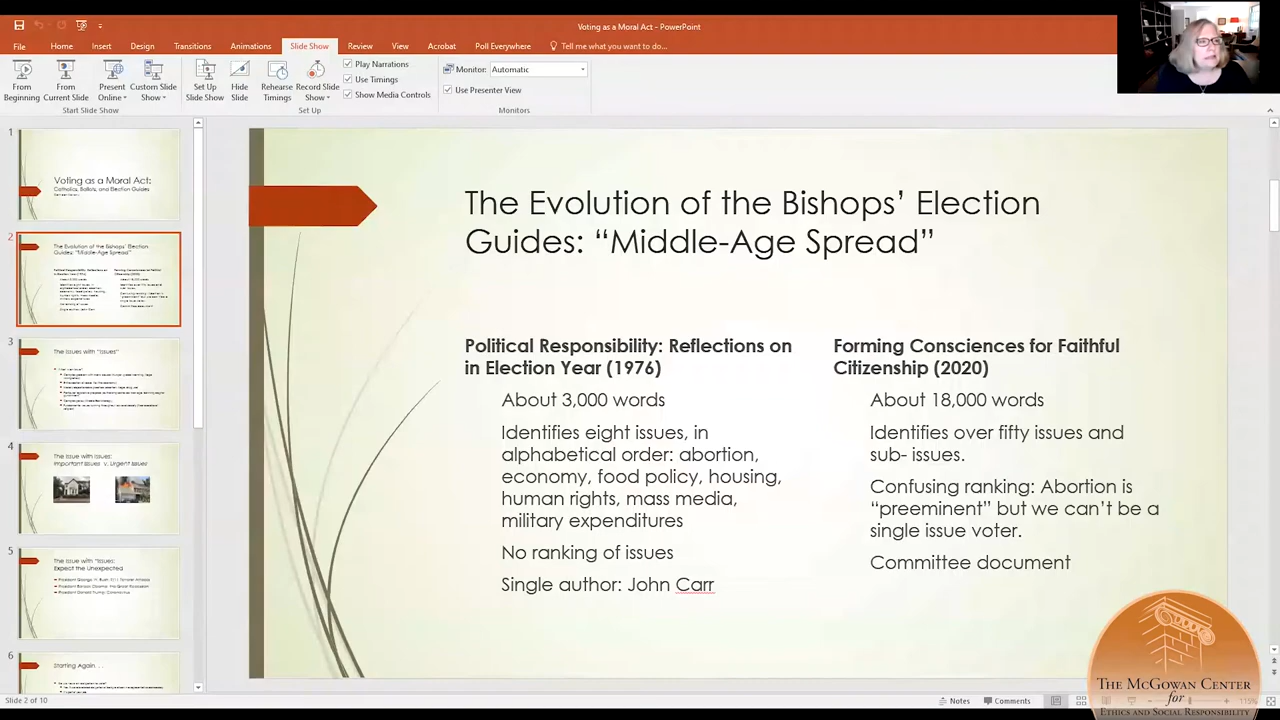 Voting as a Moral Act - PowerPoint
File Home Insert Design Transitions Animations Slide Show Review View Acrobat Poll Everywhere Tell me what you want to do...
From Beginning
From Current Slide
Present Online
Custom Slide Show
Start Slide Show
Set Up Slide Show
Hide Slide
Rehearse Timings
Record Slide Show
Play Narrations
Use Timings
Show Media Controls
Set Up
Monitor: Automatic
Use Presenter View
Monitors
1
Voting as a Moral Act:
Catholics, Ballots, and Election Guides
2
The Evolution of the Bishops' Election
Guides: "Middle-Age Spread"
3
The Issues with "Issues"
4
The Issue with Issues:
Important Issues v. Urgent Issues
5
The Issue with "Issues:
Expect the Unexpected
6
Starting Again. . .
The Evolution of the Bishops’ Election
Guides: “Middle-Age Spread”
Political Responsibility: Reflections on
in Election Year (1976)
About 3,000 words
Identifies eight issues, in
alphabetical order: abortion,
economy, food policy, housing,
human rights, mass media,
military expenditures
No ranking of issues
Single author: John Carr
Forming Consciences for Faithful
Citizenship (2020)
About 18,000 words
Identifies over fifty issues and
sub- issues.
Confusing ranking: Abortion is
“preeminent” but we can’t be a
single issue voter.
Committee document
THE MCGOWAN CENTER
for
ETHICS AND SOCIAL RESPONSIBILITY
Slide 2 of 10
Notes Comments
115%